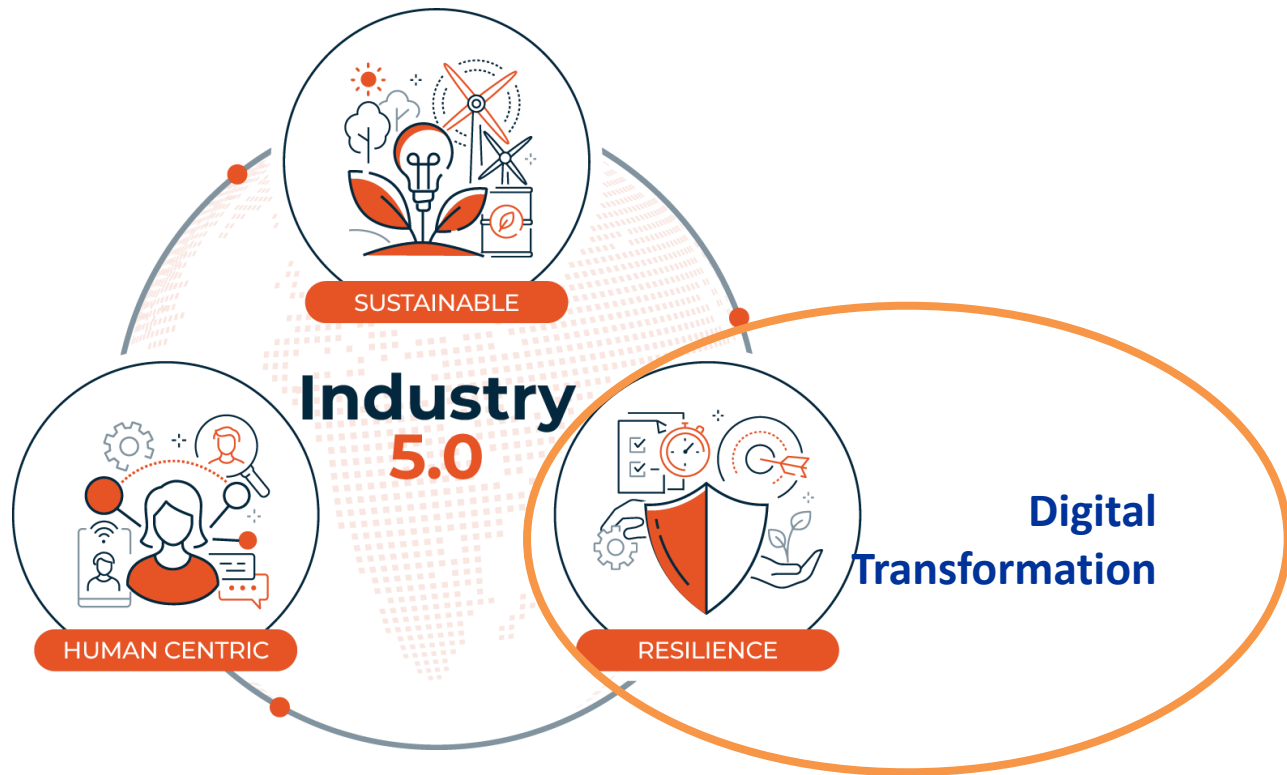 SUSTAINABLE
Industry
5.0
HUMAN CENTRIC
RESILIENCE
Digital
Transformation